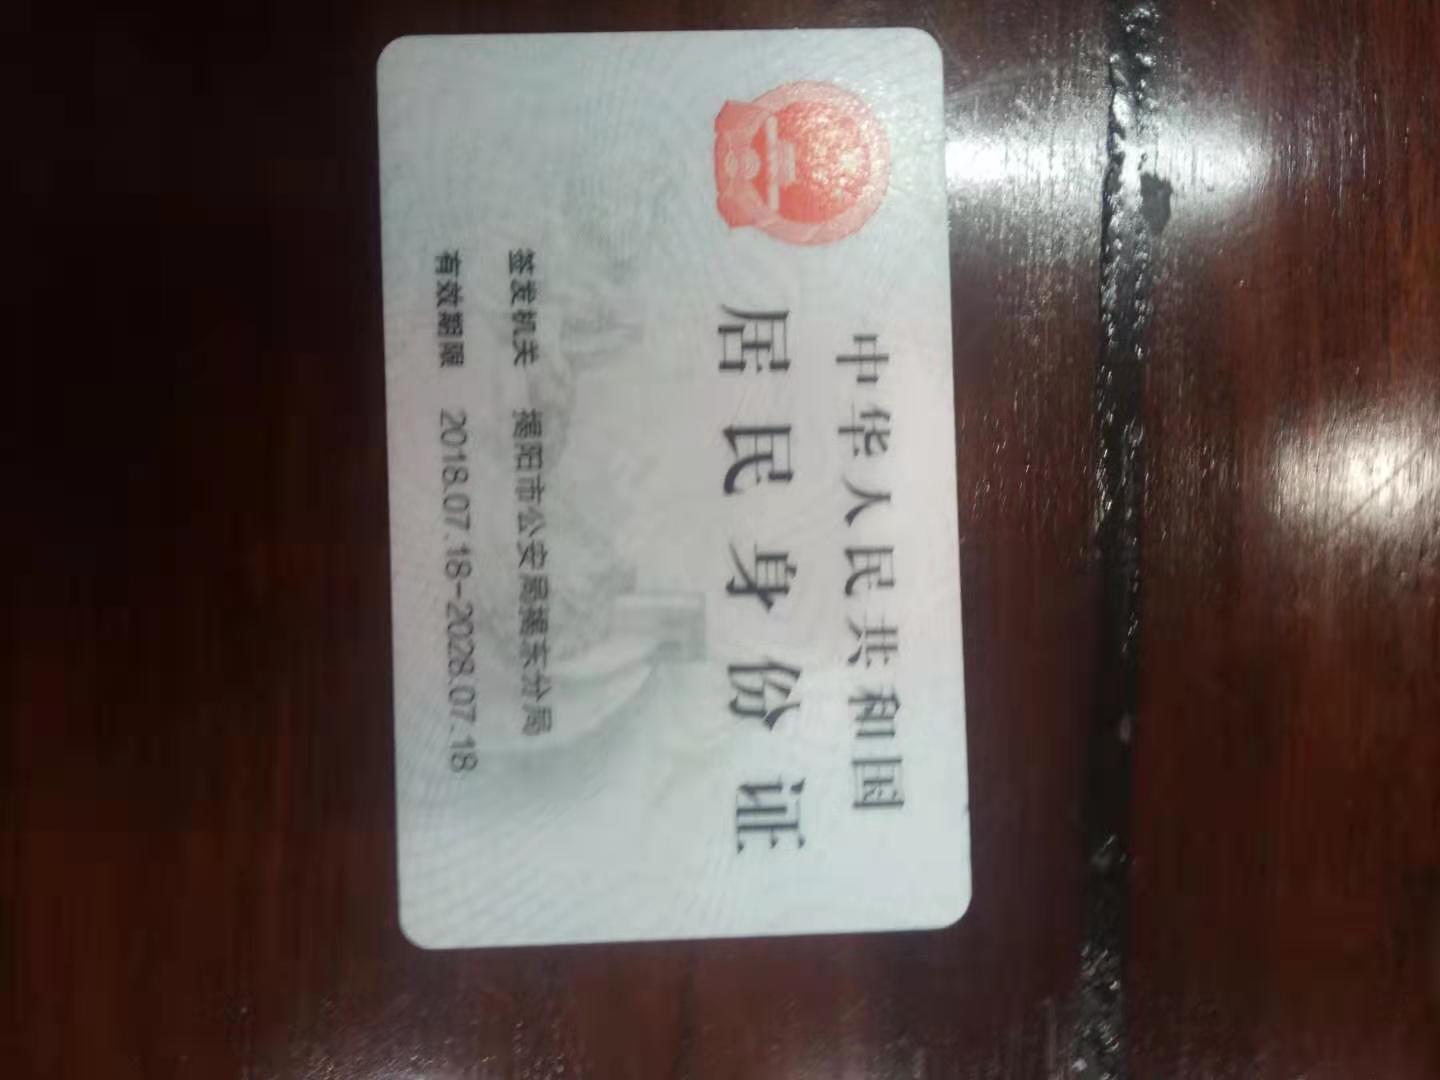 中华人民共和国
居民身份证
签发机关 揭阳市公安局揭东分局
有效期限 2018.07.18-2028.07.18